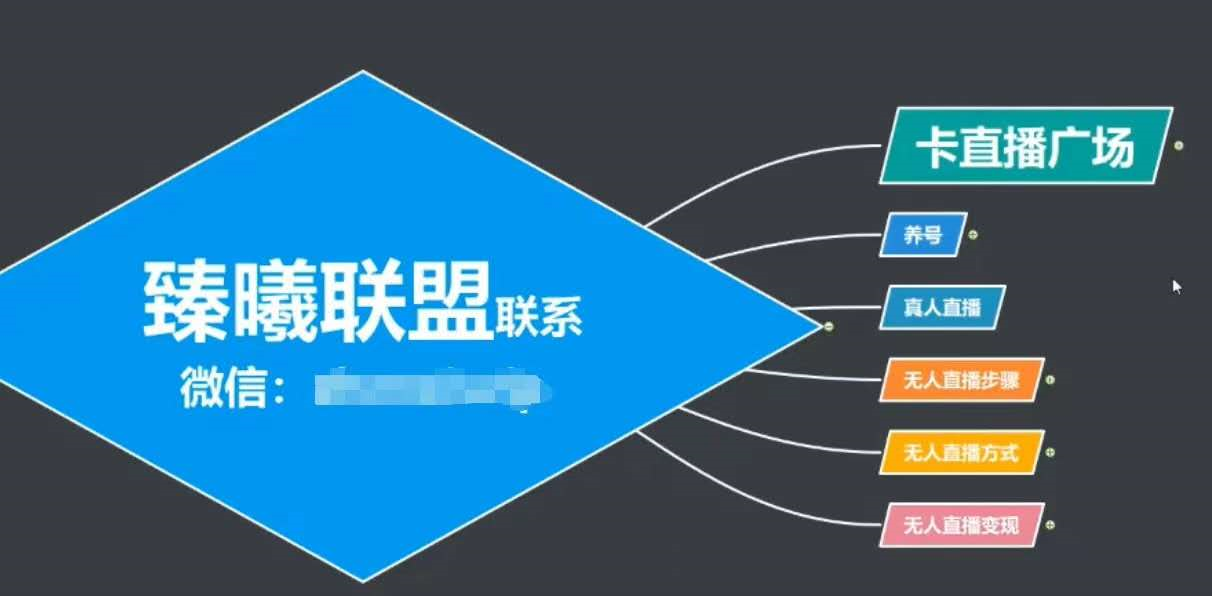 臻曦联盟联系
微信：
卡直播广场
养号
真人直播
无人直播步骤
无人直播方式
无人直播变现